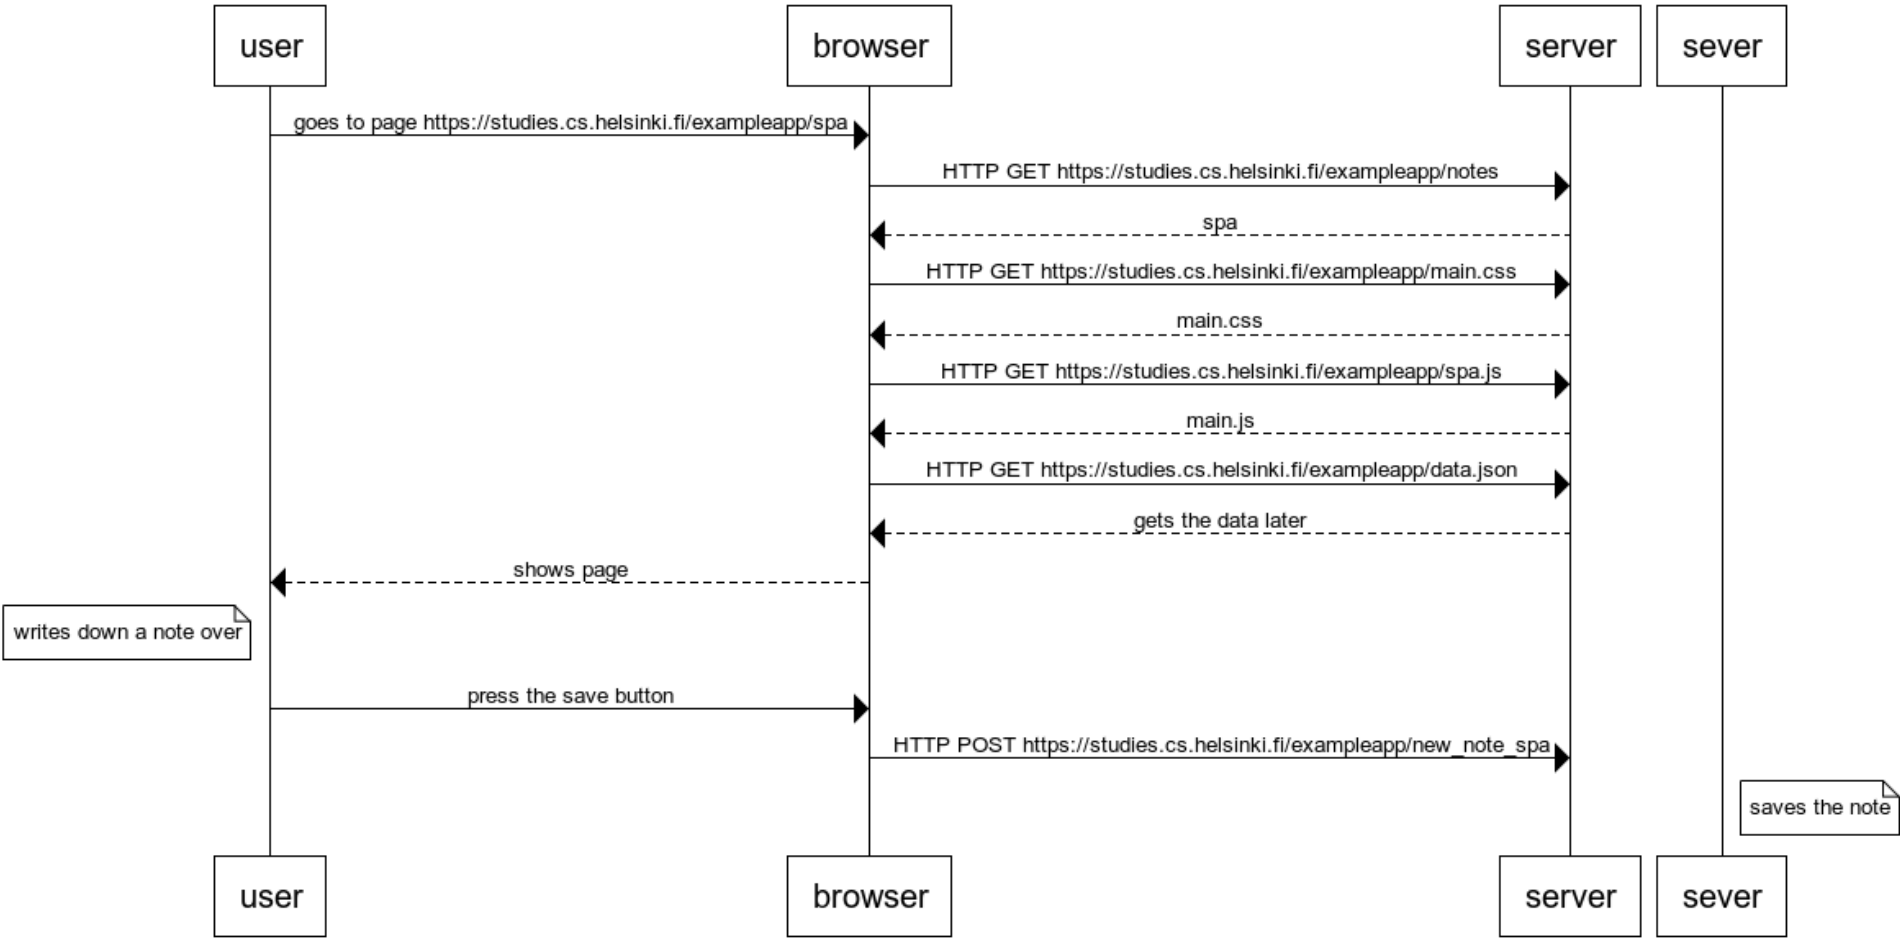 user
browser
server
sever
goes to page https://studies.cs.helsinki.fi/exampleapp/spa
HTTP GET https://studies.cs.helsinki.fi/exampleapp/notes
spa
HTTP GET https://studies.cs.helsinki.fi/exampleapp/main.css
main.css
HTTP GET https://studies.cs.helsinki.fi/exampleapp/spa.js
main.js
HTTP GET https://studies.cs.helsinki.fi/exampleapp/data.json
gets the data later
shows page
writes down a note over
press the save button
HTTP POST https://studies.cs.helsinki.fi/exampleapp/new_note_spa
saves the note
user
browser
server
sever